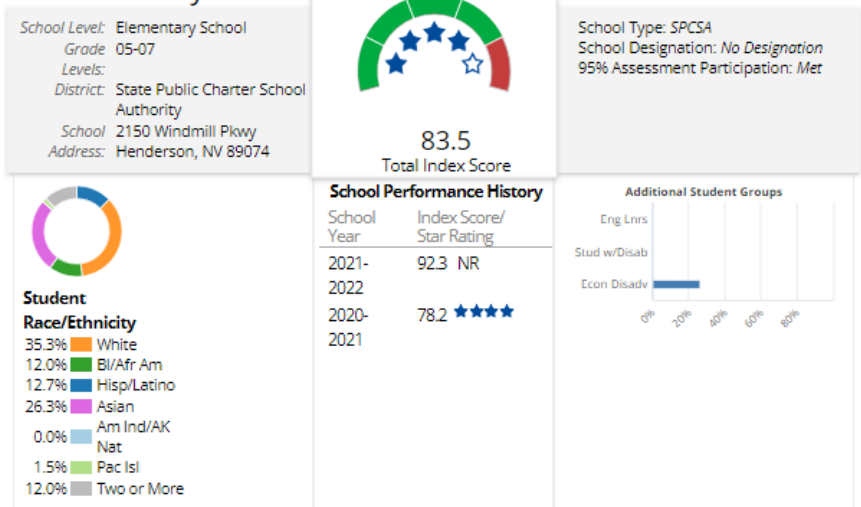 School Level: Elementary School
Grade Levels: 05-07
District: State Public Charter School
Authority
School Address: 2150 Windmill Pkwy
Henderson, NV 89074
83.5
Total Index Score
School Type: SPCSA
School Designation: No Designation
95% Assessment Participation: Met
Student
Race/Ethnicity
35.3% White
12.0% Bl/Afr Am
12.7% Hisp/Latino
26.3% Asian
0.0% Am Ind/AK
Nat
1.5% Pac Isl
12.0% Two or More
School Performance History
School Year
Index Score/
Star Rating
2021-2022 92.3 NR
2020-2021 78.2
Additional Student Groups
Eng Lnrs
Stud w/Disab
Econ Disadv
0% 20% 40% 60% 80%